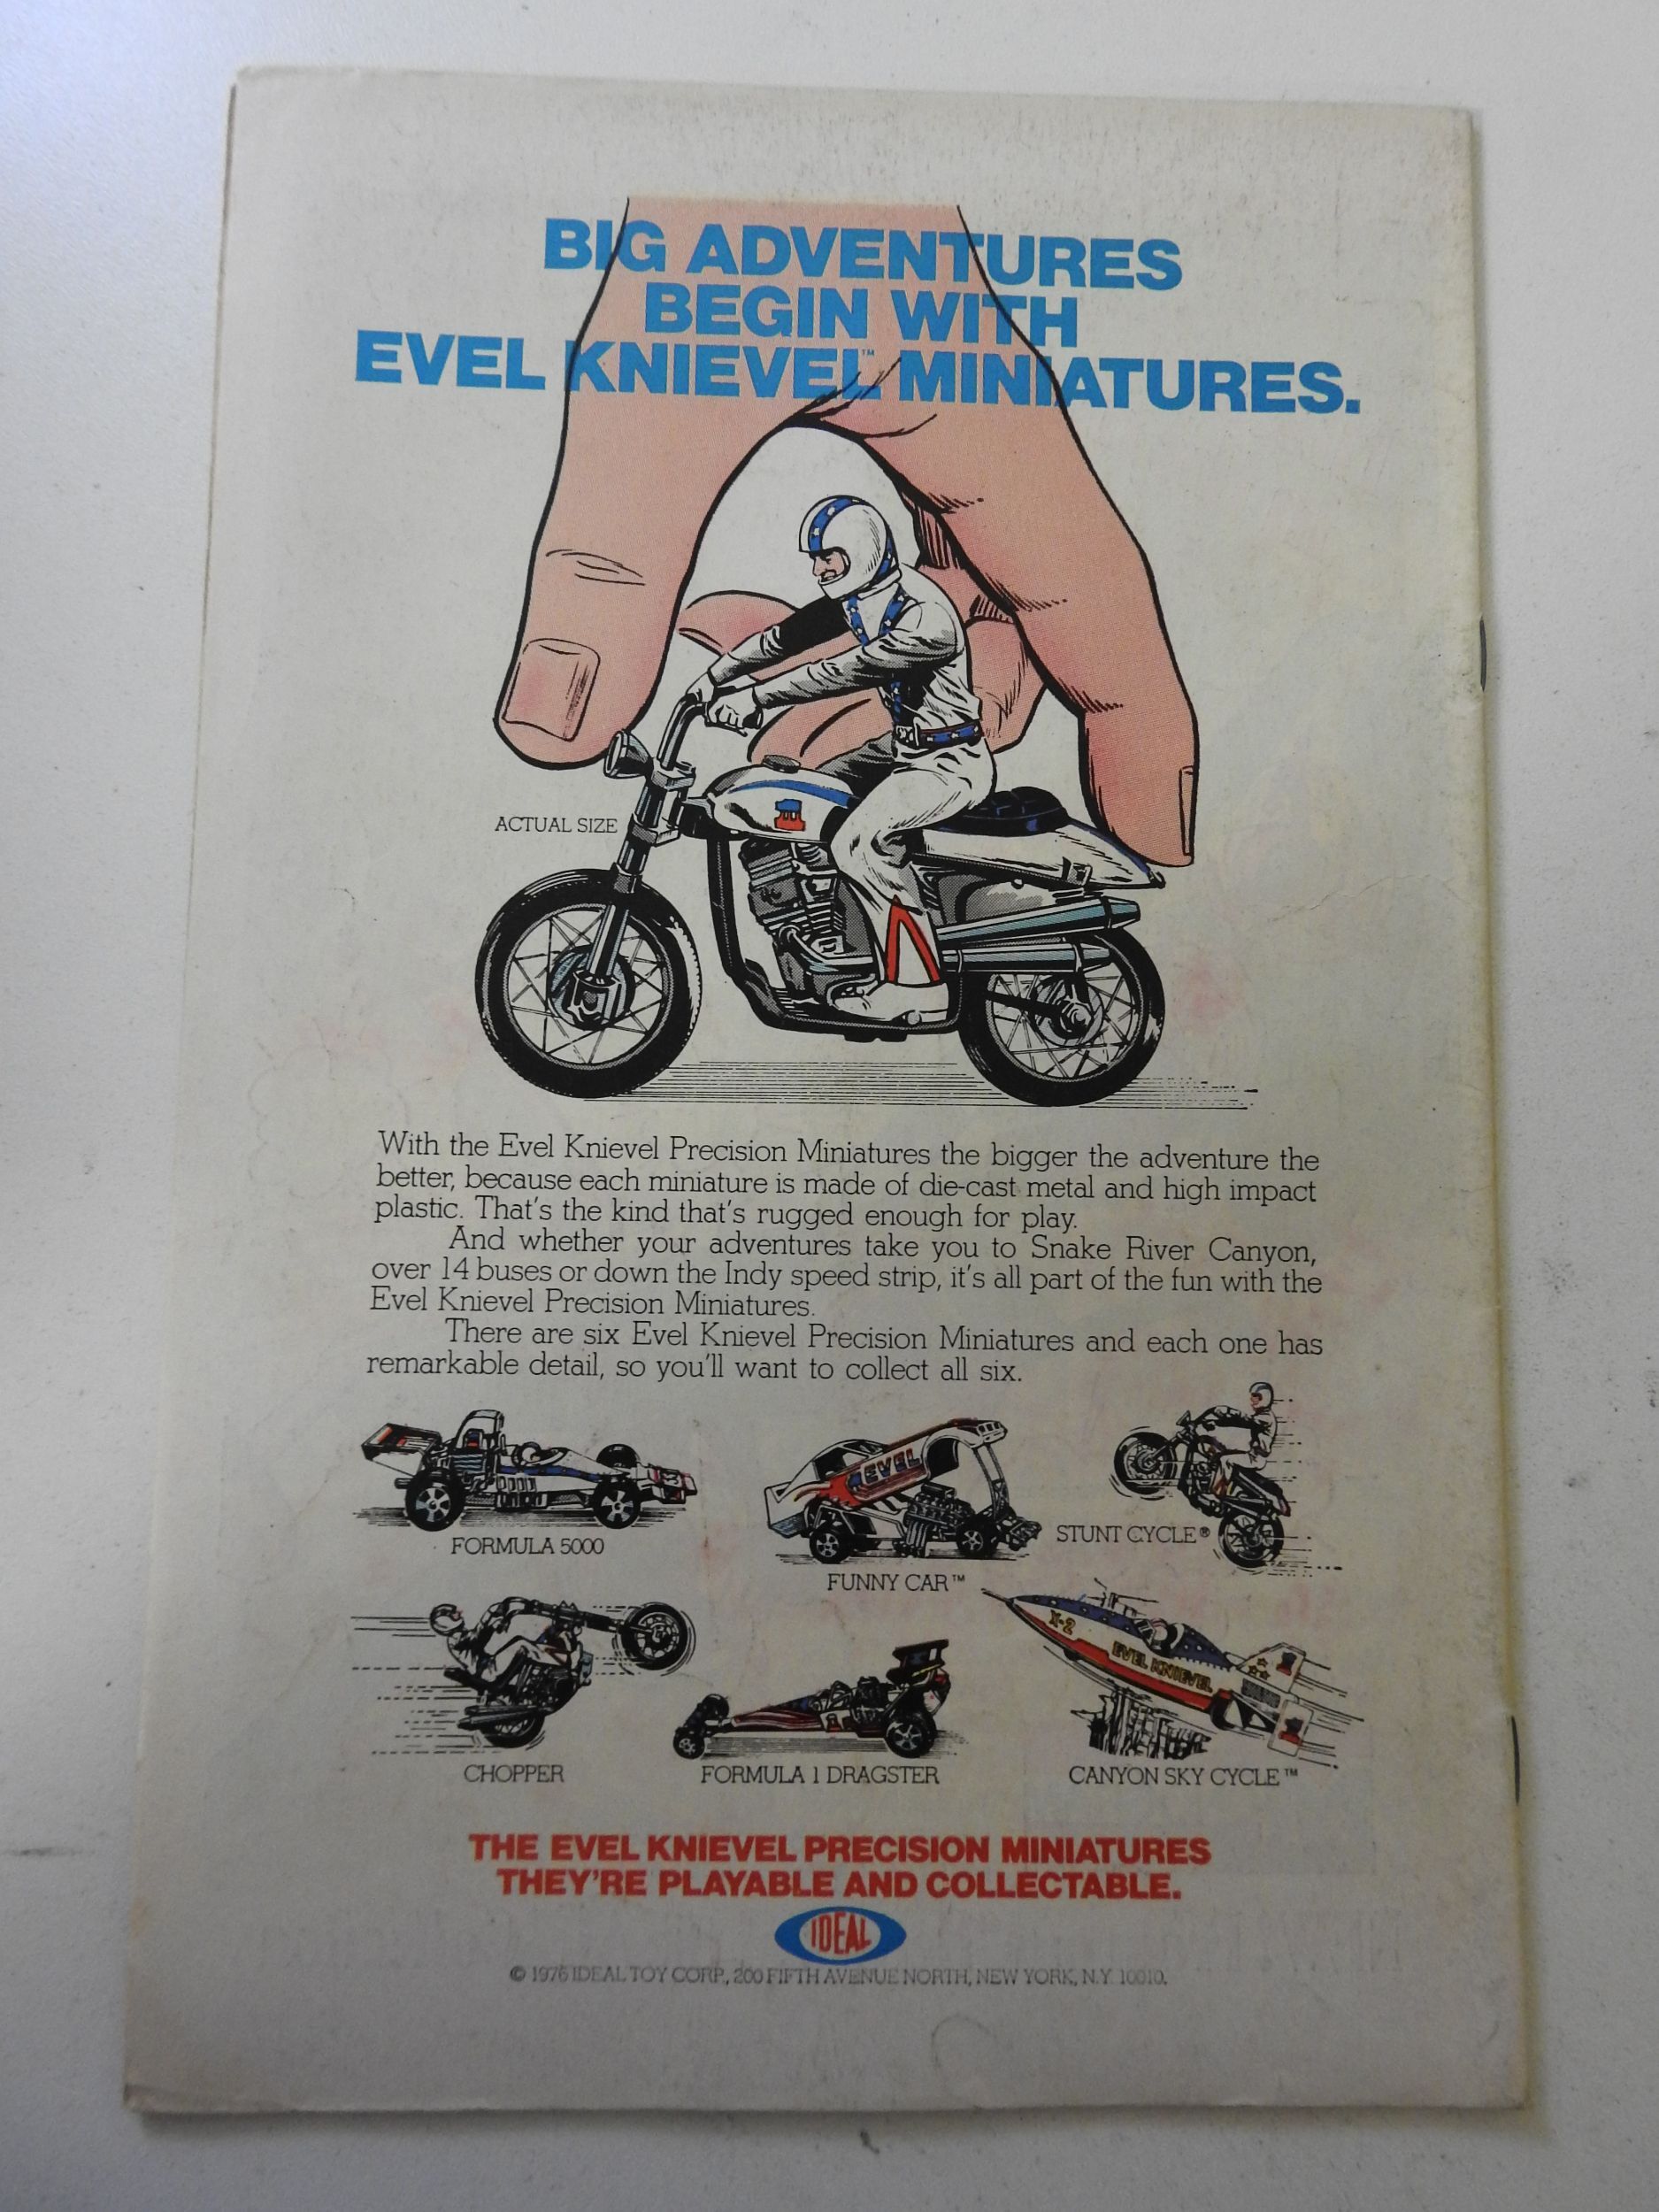 BIG ADVENTURES
BEGIN WITH
EVEL KNIEVEL™ MINIATURES.
ACTUAL SIZE
With the Evel Knievel Precision Miniatures the bigger the adventure the
better, because each miniature is made of die-cast metal and high impact
plastic. That's the kind that's rugged enough for play.
And whether your adventures take you to Snake River Canyon,
over 14 buses or down the Indy speed strip, it's all part of the fun with the
Evel Knievel Precision Miniatures.
There are six Evel Knievel Precision Miniatures and each one has
remarkable detail, so you'll want to collect all six.
EVEL
FORMULA 5000
FUNNY CAR™
STUNT CYCLE®
X-2
EVEL KNIEVEL
CHOPPER
FORMULA 1 DRAGSTER
CANYON SKY CYCLE™
THE EVEL KNIEVEL PRECISION MINIATURES
THEY'RE PLAYABLE AND COLLECTABLE.
IDEAL
© 1976 IDEAL TOY CORP., 200 FIFTH AVENUE NORTH, NEW YORK, N.Y. 10010.